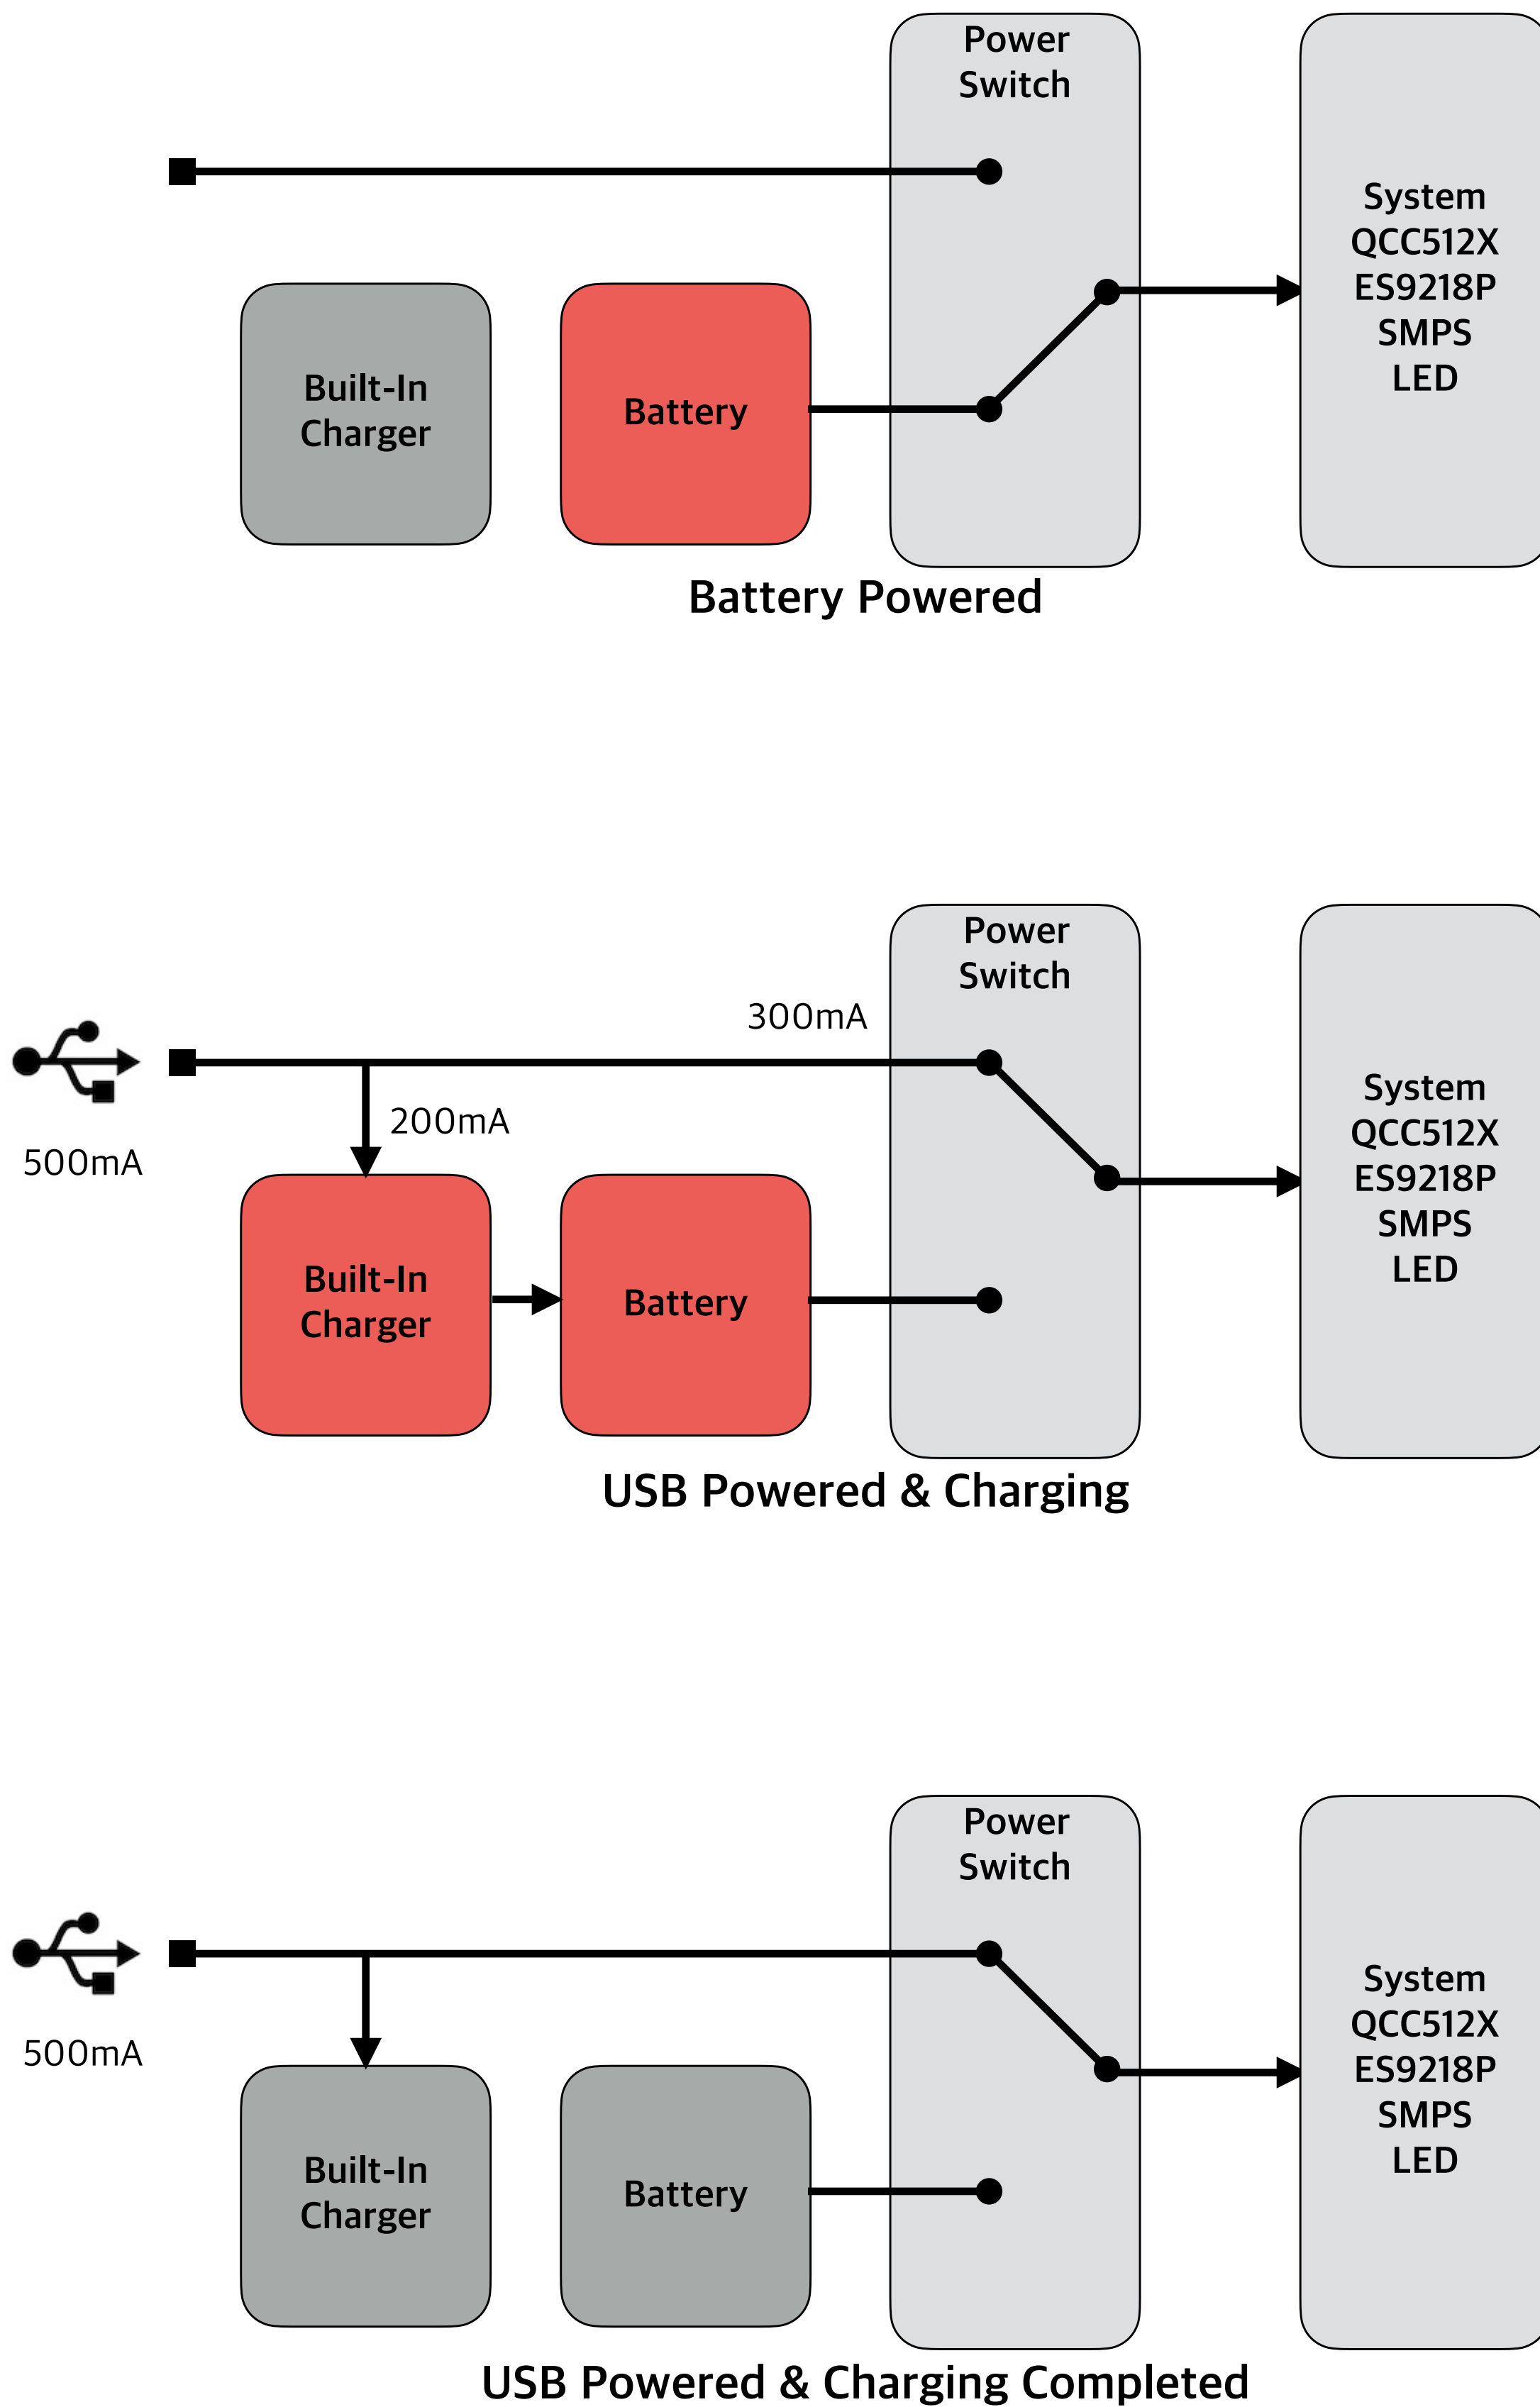 Power
Switch
System
QCC512X
ES9218P
SMPS
LED
Built-In
Charger
Battery
Battery Powered
Power
Switch
300mA
200mA
500mA
System
QCC512X
ES9218P
SMPS
LED
Built-In
Charger
Battery
USB Powered & Charging
Power
Switch
500mA
System
QCC512X
ES9218P
SMPS
LED
Built-In
Charger
Battery
USB Powered & Charging Completed